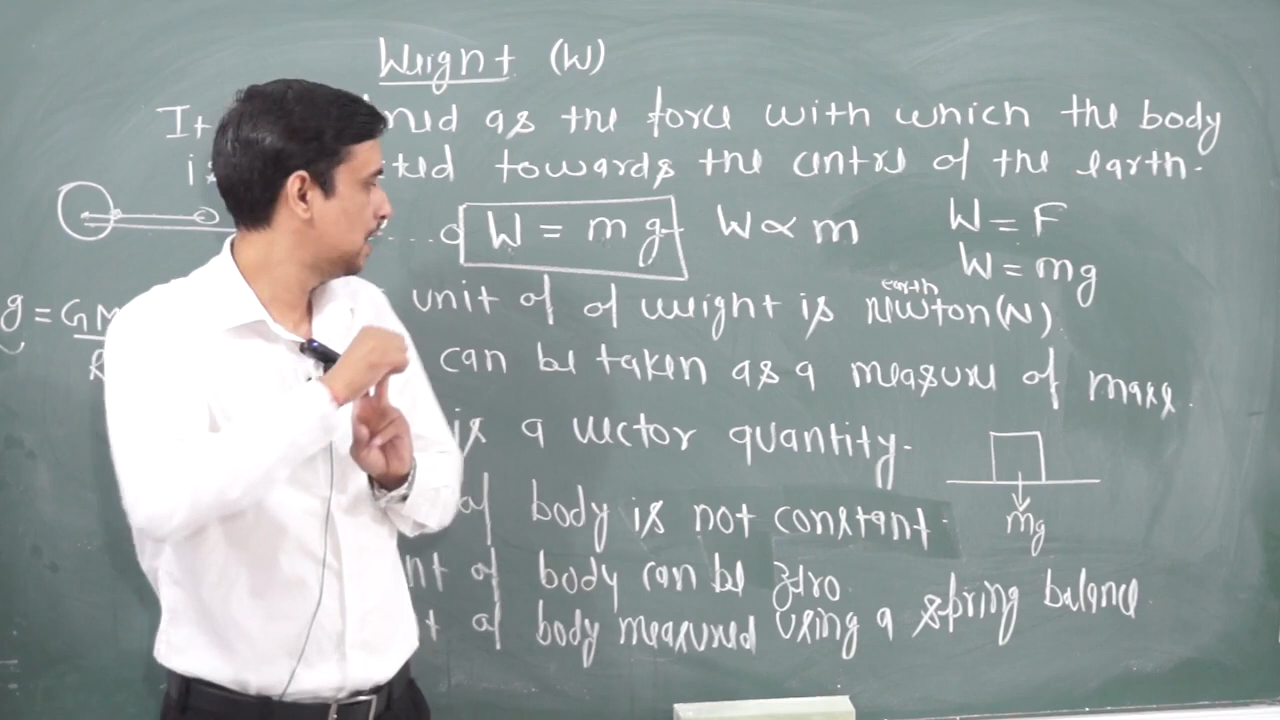 Weight (W)
It as the force with which the body
is towards the centre of the earth.
W = mg W ∝ m W = F
W = mg
earth
g = GM unit of of weight is Newton(N)
R can be taken as a measure of mass.
is a vector quantity.
of body is not constant.
mg
of body can be zero.
of body measured using a spring balance